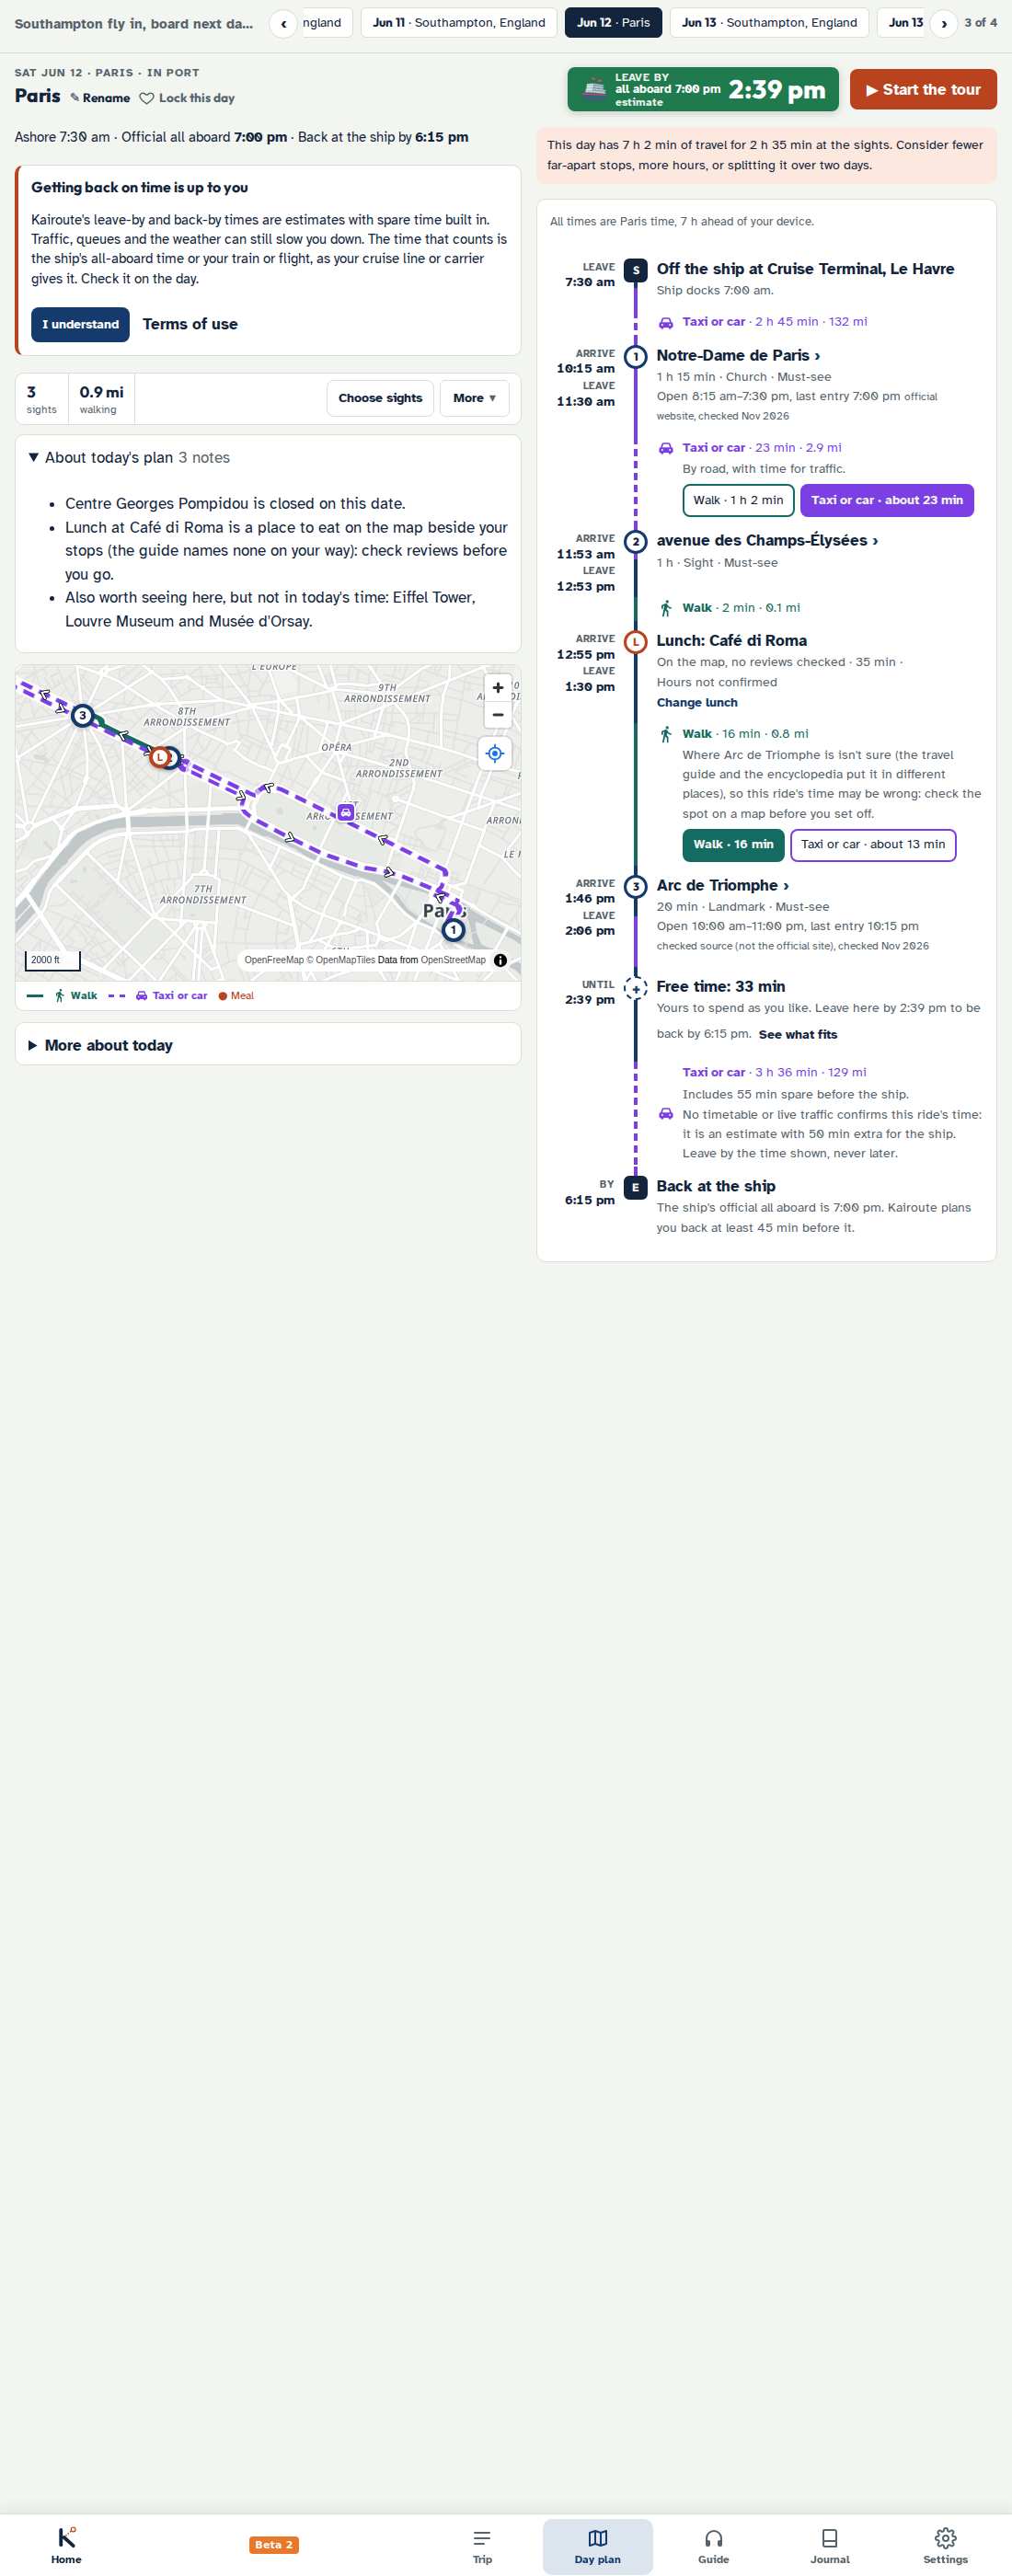 Southampton fly in, board next da...
‹
ngland
Jun 11 · Southampton, England
Jun 12 · Paris
Jun 13 · Southampton, England
Jun 13
›
3 of 4
SAT JUN 12 · PARIS · IN PORT
Paris ✎ Rename Lock this day
LEAVE BY
all aboard 7:00 pm
estimate
2:39 pm
▶ Start the tour
Ashore 7:30 am · Official all aboard 7:00 pm · Back at the ship by 6:15 pm
Getting back on time is up to you
Kairoute's leave-by and back-by times are estimates with spare time built in.
Traffic, queues and the weather can still slow you down. The time that counts is
the ship's all-aboard time or your train or flight, as your cruise line or carrier
gives it. Check it on the day.
I understand
Terms of use
3
sights
0.9 mi
walking
Choose sights
More ▼
▼ About today's plan 3 notes
• Centre Georges Pompidou is closed on this date.
• Lunch at Café di Roma is a place to eat on the map beside your
stops (the guide names none on your way): check reviews before
you go.
• Also worth seeing here, but not in today's time: Eiffel Tower,
Louvre Museum and Musée d'Orsay.
L'EUROPE
9TH
ARRONDISSEMENT
8TH
ARRONDISSEMENT
OPÉRA
2ND
ARRONDISSEMENT
7TH
ARRONDISSEMENT
3
L
1
+
−
2000 ft
OpenFreeMap © OpenMapTiles Data from OpenStreetMap
Walk
Taxi or car
Meal
▶ More about today
This day has 7 h 2 min of travel for 2 h 35 min at the sights. Consider fewer
far-apart stops, more hours, or splitting it over two days.
All times are Paris time, 7 h ahead of your device.
LEAVE
7:30 am
S
Off the ship at Cruise Terminal, Le Havre
Ship docks 7:00 am.
Taxi or car · 2 h 45 min · 132 mi
ARRIVE
10:15 am
LEAVE
11:30 am
1
Notre-Dame de Paris ›
1 h 15 min · Church · Must-see
Open 8:15 am–7:30 pm, last entry 7:00 pm official
website, checked Nov 2026
Taxi or car · 23 min · 2.9 mi
By road, with time for traffic.
Walk · 1 h 2 min
Taxi or car · about 23 min
ARRIVE
11:53 am
LEAVE
12:53 pm
2
avenue des Champs-Élysées ›
1 h · Sight · Must-see
Walk · 2 min · 0.1 mi
ARRIVE
12:55 pm
LEAVE
1:30 pm
L
Lunch: Café di Roma
On the map, no reviews checked · 35 min ·
Hours not confirmed
Change lunch
Walk · 16 min · 0.8 mi
Where Arc de Triomphe is isn't sure (the travel
guide and the encyclopedia put it in different
places), so this ride's time may be wrong: check the
spot on a map before you set off.
Walk · 16 min
Taxi or car · about 13 min
ARRIVE
1:46 pm
LEAVE
2:06 pm
3
Arc de Triomphe ›
20 min · Landmark · Must-see
Open 10:00 am–11:00 pm, last entry 10:15 pm
checked source (not the official site), checked Nov 2026
UNTIL
2:39 pm
+
Free time: 33 min
Yours to spend as you like. Leave here by 2:39 pm to be
back by 6:15 pm. See what fits
Taxi or car · 3 h 36 min · 129 mi
Includes 55 min spare before the ship.
No timetable or live traffic confirms this ride's time:
it is an estimate with 50 min extra for the ship.
Leave by the time shown, never later.
BY
6:15 pm
E
Back at the ship
The ship's official all aboard is 7:00 pm. Kairoute plans
you back at least 45 min before it.
Home
Beta 2
Trip
Day plan
Guide
Journal
Settings